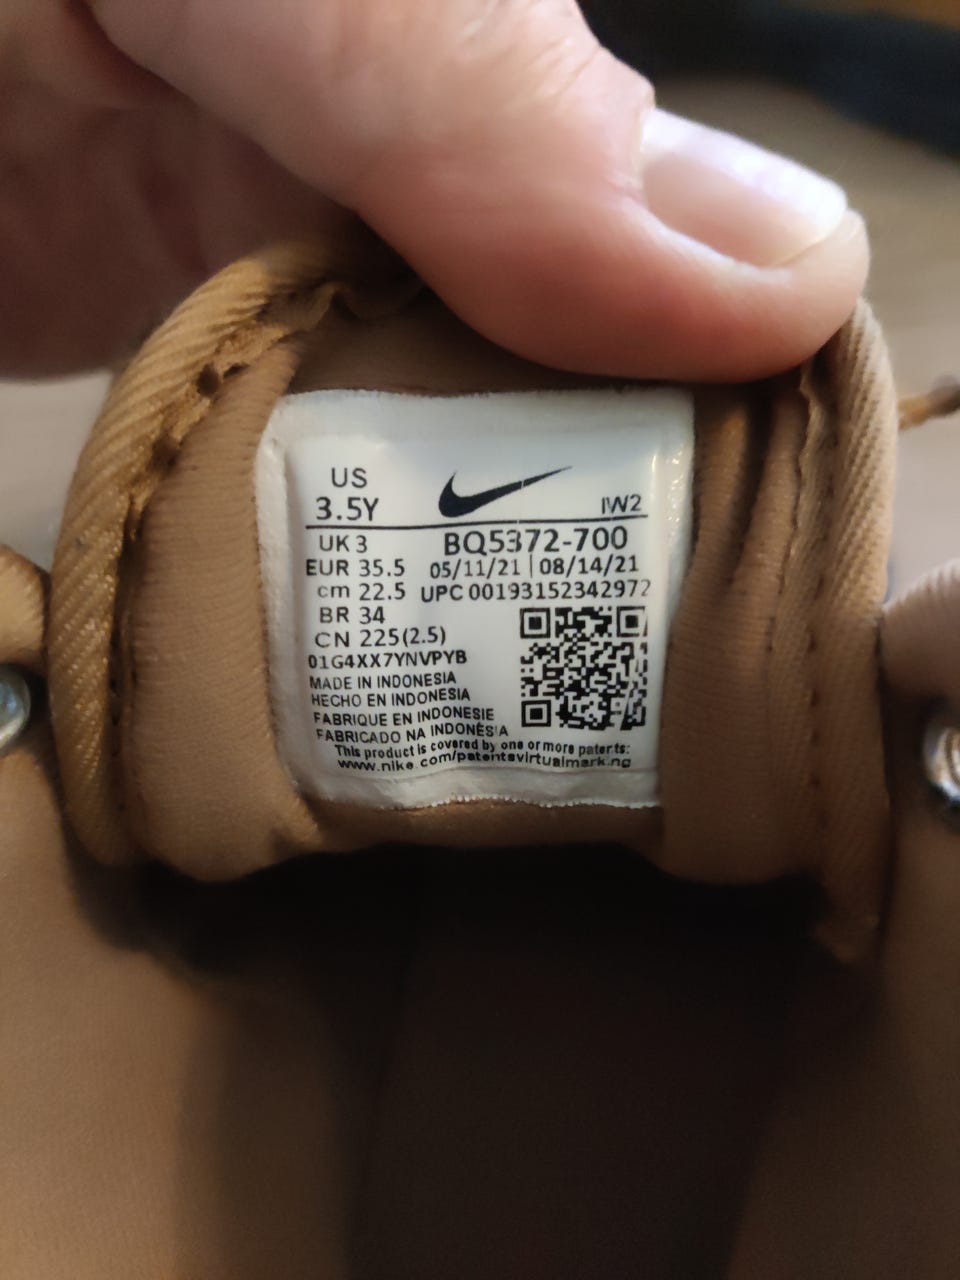 US
3.5Y
IW2
UK 3
BQ5372-700
EUR 35.5
05/11/21 | 08/14/21
cm 22.5
UPC 00193152342972
BR 34
CN 225(2.5)
01G4XX7YNVPYB
MADE IN INDONESIA
HECHO EN INDONESIA
FABRIQUE EN INDONESIE
FABRICADO NA INDONÉSIA
This product is covered by one or more patents:
www.nike.com/patentsvirtualmarking